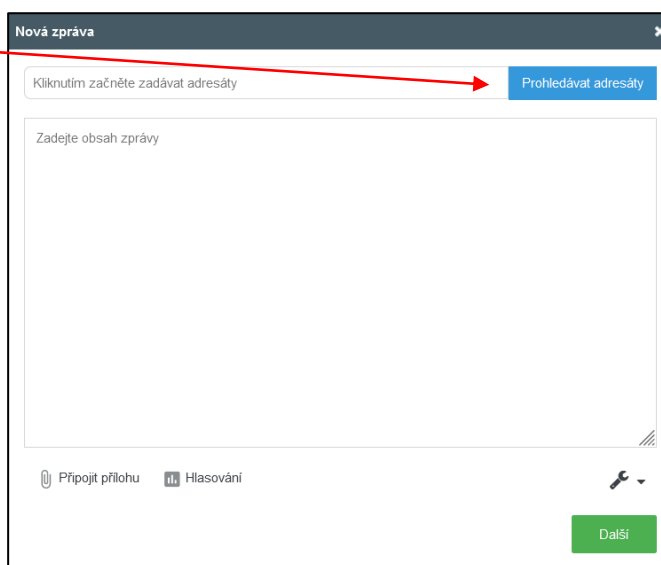 Nová zpráva
Kliknutím začněte zadávat adresáty
Prohledávat adresáty
Zadejte obsah zprávy
Připojit přílohu
Hlasování
Další